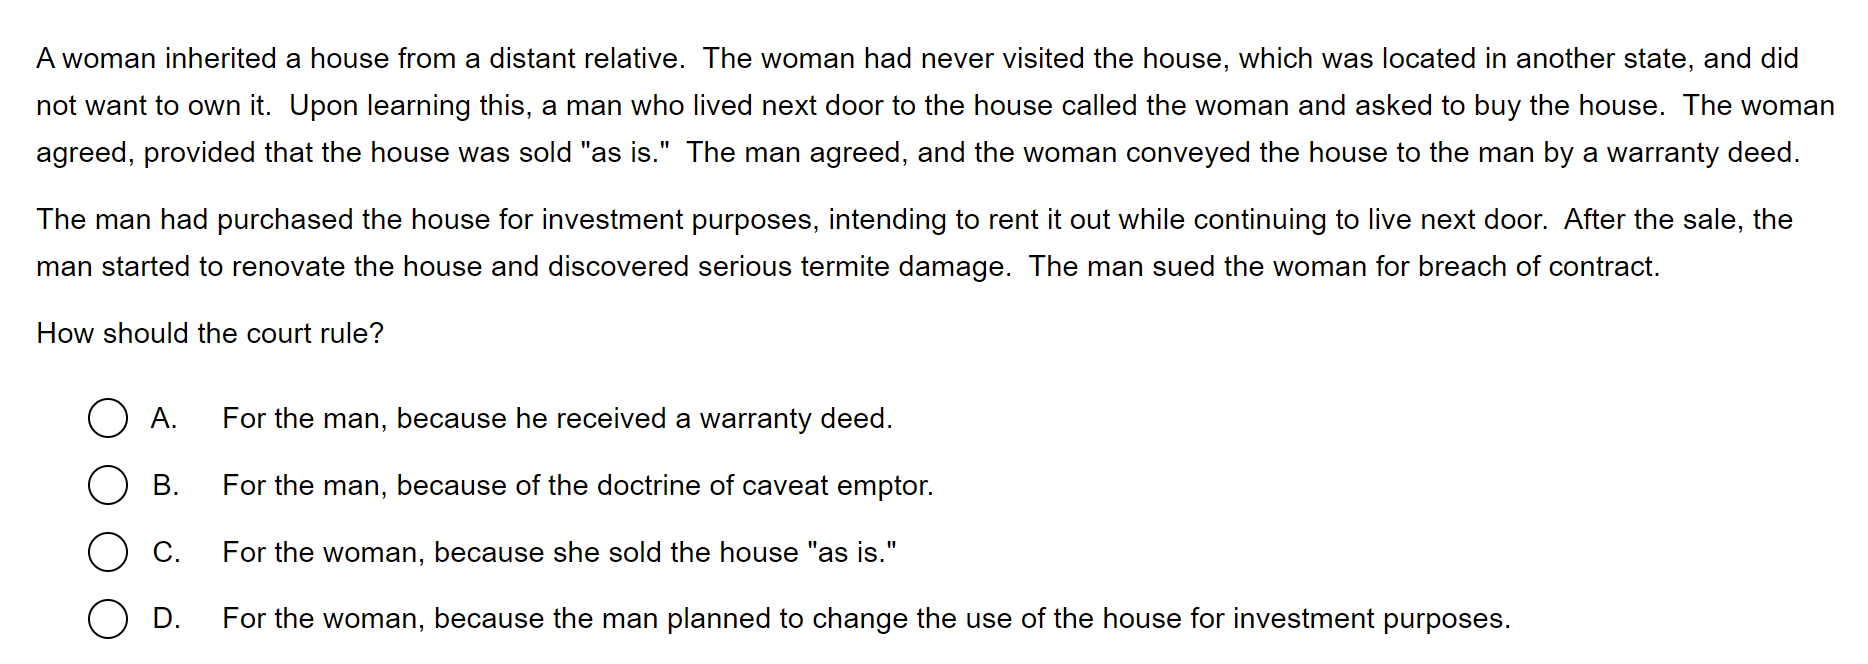 A woman inherited a house from a distant relative.  The woman had never visited the house, which was located in another state, and did
not want to own it.  Upon learning this, a man who lived next door to the house called the woman and asked to buy the house.  The woman
agreed, provided that the house was sold "as is."  The man agreed, and the woman conveyed the house to the man by a warranty deed.
The man had purchased the house for investment purposes, intending to rent it out while continuing to live next door.  After the sale, the
man started to renovate the house and discovered serious termite damage.  The man sued the woman for breach of contract.
How should the court rule?
A. For the man, because he received a warranty deed.
B. For the man, because of the doctrine of caveat emptor.
C. For the woman, because she sold the house "as is."
D. For the woman, because the man planned to change the use of the house for investment purposes.